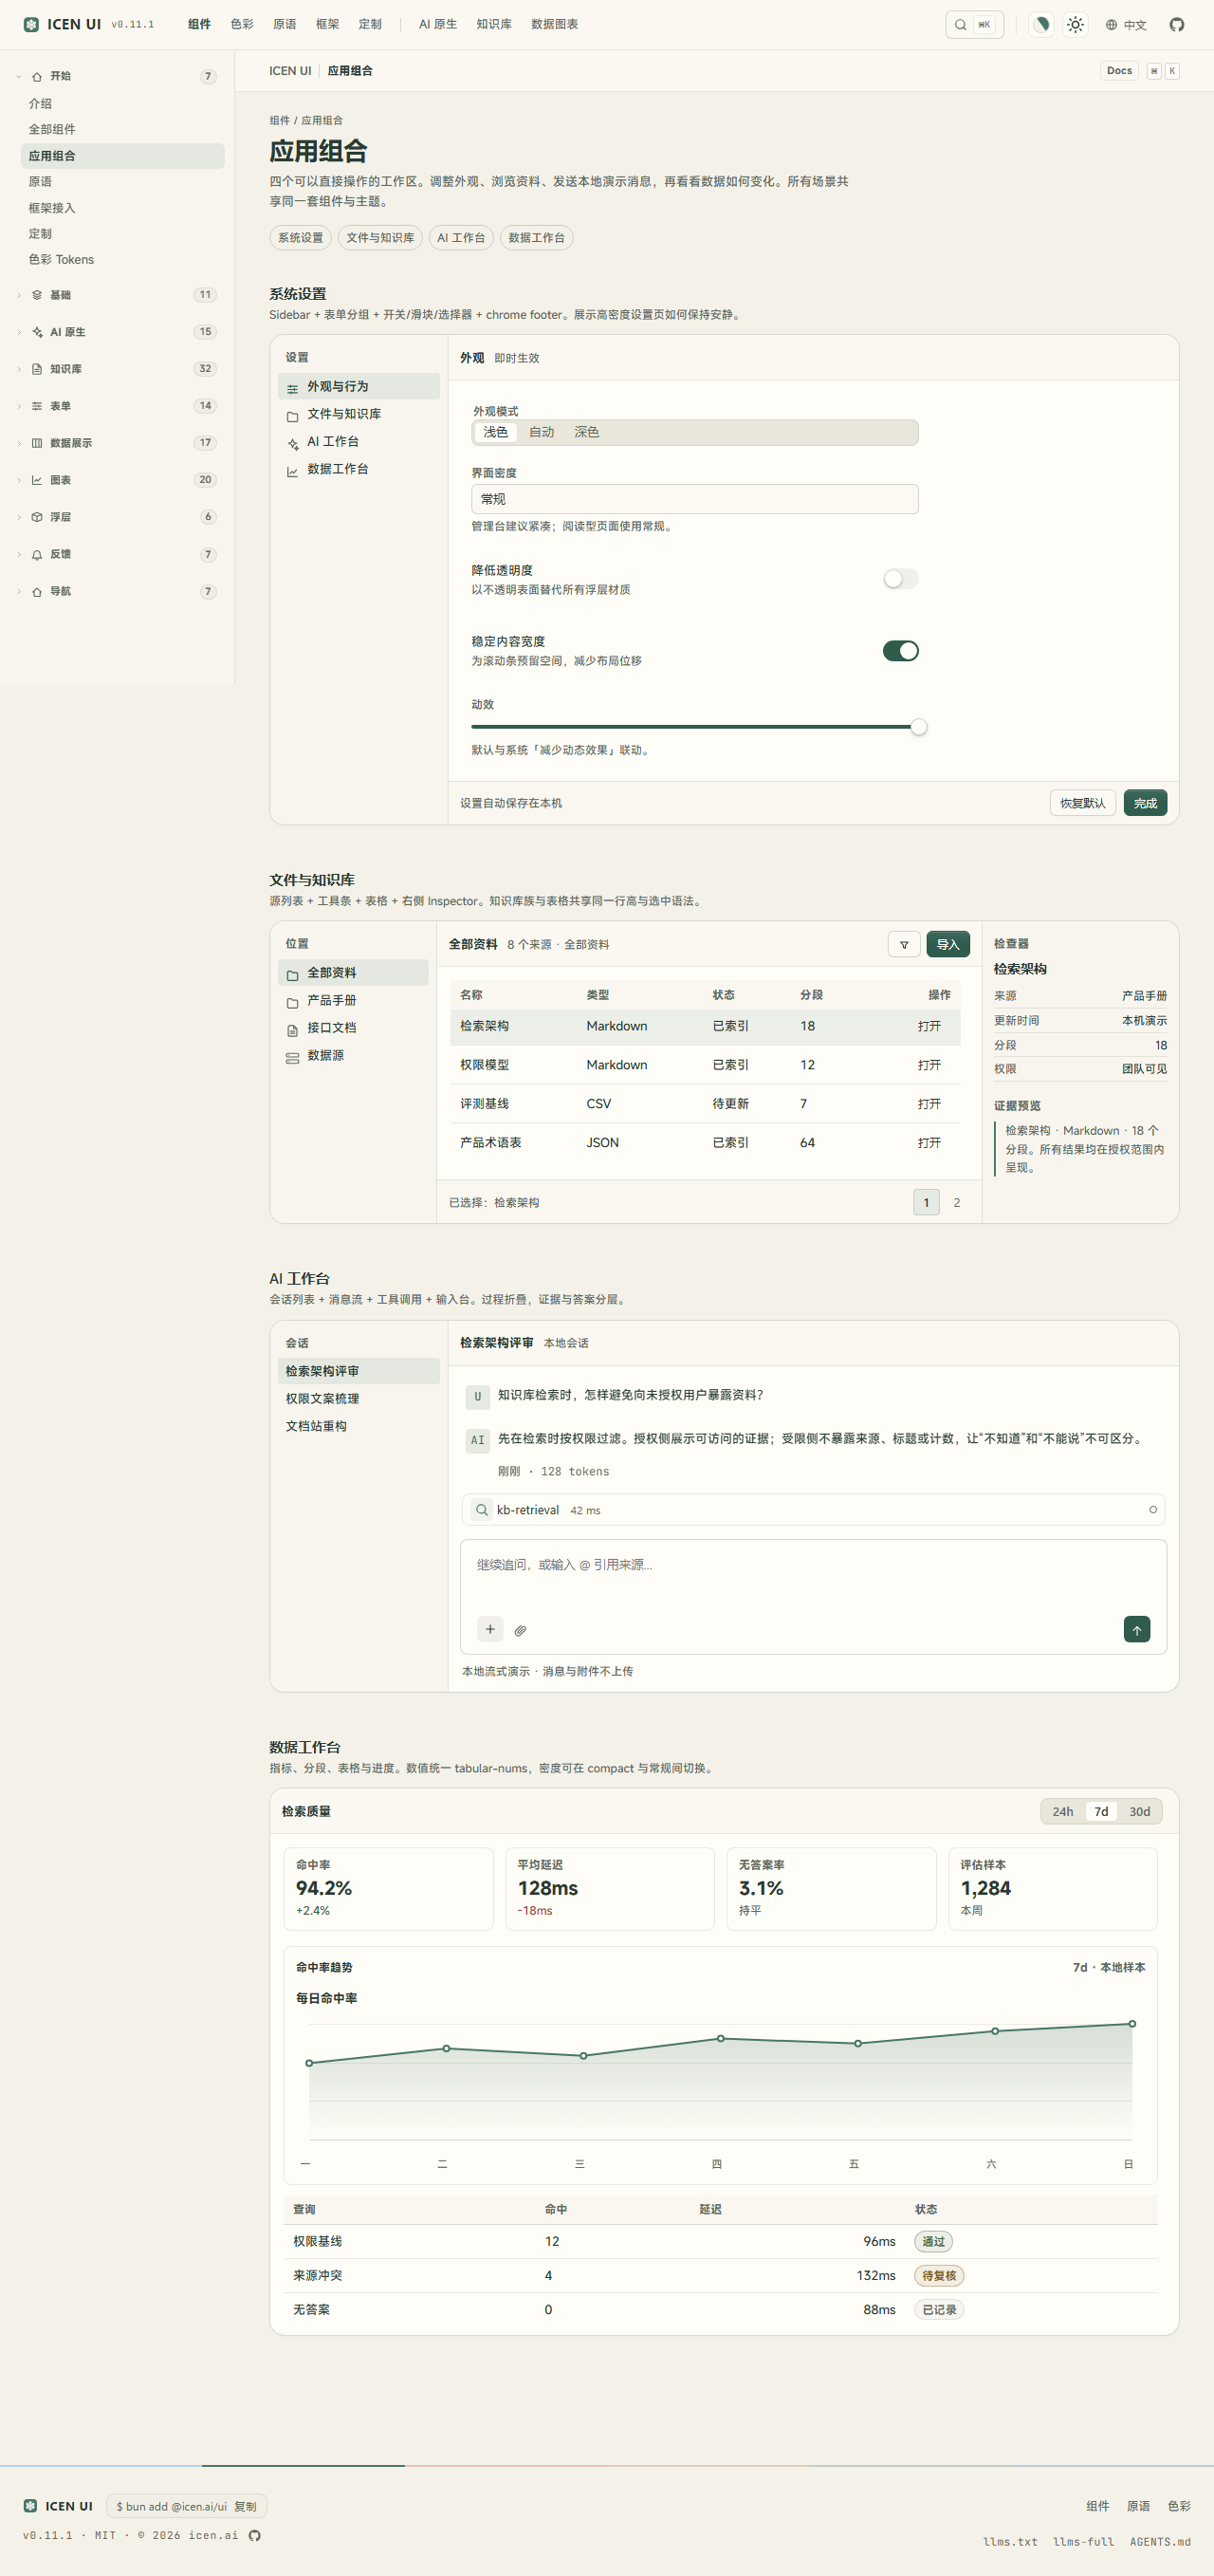 ICEN UI v0.11.1 组件 色彩 原语 框架 定制 AI 原生 知识库 数据图表 ⌘K 中文
开始 7
介绍
全部组件
应用组合
原语
框架接入
定制
色彩 Tokens
基础 11
AI 原生 15
知识库 32
表单 14
数据展示 17
图表 20
浮层 6
反馈 7
导航 7
ICEN UI 应用组合 Docs ⌘ K
组件 / 应用组合
应用组合
四个可以直接操作的工作区。调整外观、浏览资料、发送本地演示消息，再看看数据如何变化。所有场景共
享同一套组件与主题。
系统设置 文件与知识库 AI 工作台 数据工作台
系统设置
Sidebar + 表单分组 + 开关/滑块/选择器 + chrome footer。展示高密度设置页如何保持安静。
设置
外观与行为
文件与知识库
AI 工作台
数据工作台
外观 即时生效
外观模式
浅色 自动 深色
界面密度
常规
管理台建议紧凑；阅读型页面使用常规。
降低透明度
以不透明表面替代所有浮层材质
稳定内容宽度
为滚动条预留空间，减少布局位移
动效
默认与系统「减少动态效果」联动。
设置自动保存在本机 恢复默认 完成
文件与知识库
源列表 + 工具条 + 表格 + 右侧 Inspector。知识库族与表格共享同一行高与选中语法。
位置
全部资料
产品手册
接口文档
数据源
全部资料 8 个来源 · 全部资料 导入
名称 类型 状态 分段 操作
检索架构 Markdown 已索引 18 打开
权限模型 Markdown 已索引 12 打开
评测基线 CSV 待更新 7 打开
产品术语表 JSON 已索引 64 打开
已选择：检索架构 1 2
检查器
检索架构
来源 产品手册
更新时间 本机演示
分段 18
权限 团队可见
证据预览
检索架构 · Markdown · 18 个
分段。所有结果均在授权范围内
呈现。
AI 工作台
会话列表 + 消息流 + 工具调用 + 输入台。过程折叠，证据与答案分层。
会话
检索架构评审
权限文案梳理
文档站重构
检索架构评审 本地会话
U 知识库检索时，怎样避免向未授权用户暴露资料？
AI 先在检索时按权限过滤。授权侧展示可访问的证据；受限侧不暴露来源、标题或计数，让“不知道”和“不能说”不可区分。
刚刚 · 128 tokens
kb-retrieval 42 ms
继续追问，或输入 @ 引用来源...
本地流式演示 · 消息与附件不上传
数据工作台
指标、分段、表格与进度。数值统一 tabular-nums，密度可在 compact 与常规间切换。
检索质量 24h 7d 30d
命中率 平均延迟 无答案率 评估样本
94.2% 128ms 3.1% 1,284
+2.4% -18ms 持平 本周
命中率趋势 7d · 本地样本
每日命中率
一 二 三 四 五 六 日
查询 命中 延迟 状态
权限基线 12 96ms 通过
来源冲突 4 132ms 待复核
无答案 0 88ms 已记录
ICEN UI $ bun add @icen.ai/ui 复制 组件 原语 色彩
v0.11.1 · MIT · © 2026 icen.ai llms.txt llms-full AGENTS.md